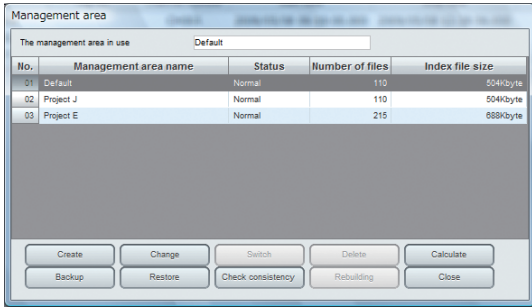 Management area
The management area in use Default
No. Management area name Status Number of files Index file size
01 Default Normal 110 504Kbyte
02 Project J Normal 110 504Kbyte
03 Project E Normal 215 688Kbyte
Create Change Switch Delete Calculate
Backup Restore Check consistency Rebuilding Close